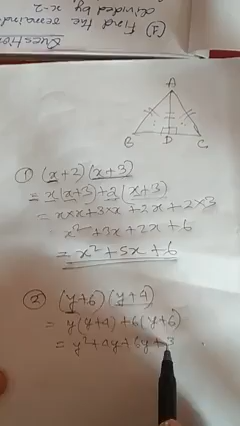 Question
(1) Find the remaind
divided by x-2
A
B D C
① (x+2) (x+3)
= x(x+3)+2(x+3)
= x×x+3×x+2x+2×3
x²+3x+2x+6
= x²+5x+6
② (y+6) (y+4)
= y(y+4)+6(y+6)
= y²+4y+6y+3